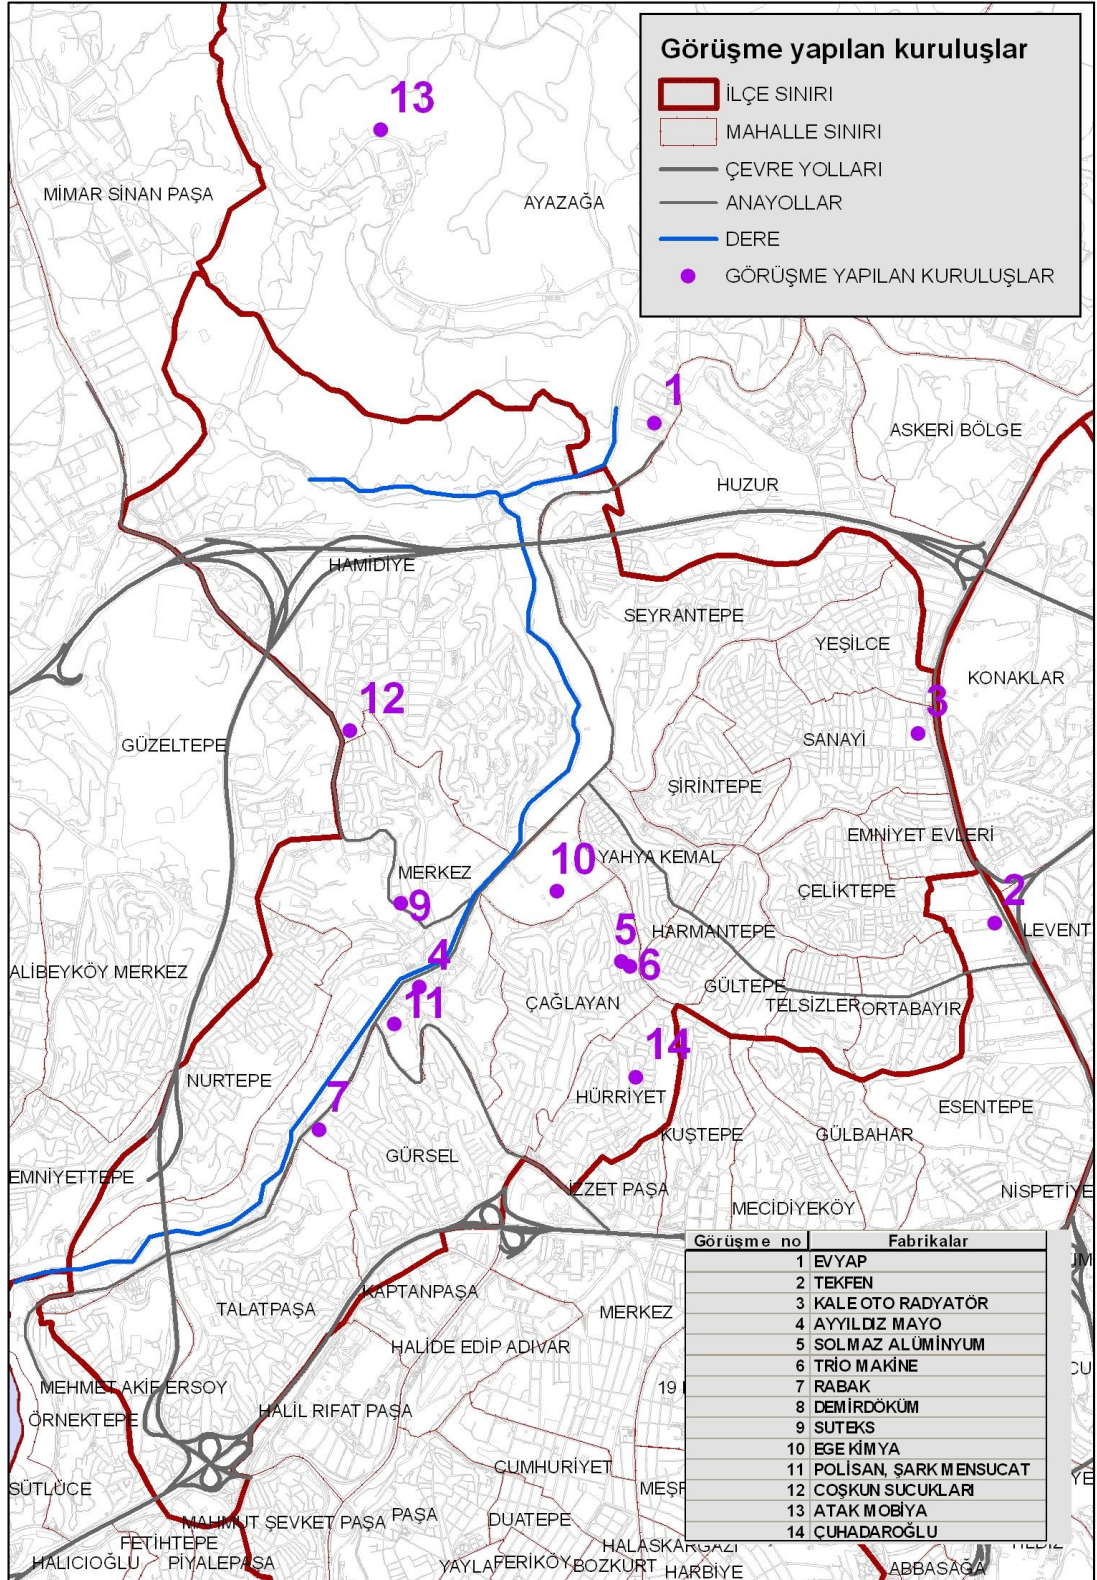 Görüşme yapılan kuruluşlar
İLÇE SINIRI
MAHALLE SINIRI
ÇEVRE YOLLARI
ANAYOLLAR
DERE
GÖRÜŞME YAPILAN KURULUŞLAR
13
MİMAR SİNAN PAŞA
AYAZAĞA
1
ASKERİ BÖLGE
HUZUR
HAMİDİYE
SEYRANTEPE
YEŞİLCE
KONAKLAR
12
3
GÜZELTEPE
SANAYİ
ŞİRİNTEPE
EMNİYET EVLERİ
YAHYA KEMAL
MERKEZ
10
ÇELİKTEPE
2
9
HARMANTEPE
LEVENT
5
4
6
ALİBEYKÖY MERKEZ
GÜLTEPE
ÇAĞLAYAN
TELSİZLER
ORTABAYIR
11
14
NURTEPE
HÜRRİYET
7
ESENTEPE
KUŞTEPE
GÜLBAHAR
GÜRSEL
EMNİYETTEPE
İZZET PAŞA
NİSPETİYE
MECİDİYEKÖY
KAPTANPAŞA
TALATPAŞA
MERKEZ
HALİDE EDİP ADIVAR
MEHMET AKİF ERSOY
19
ÖRNEKTEPE
HALİL RIFAT PAŞA
CUMHURİYET
SÜTLÜCE
MAHMUT ŞEVKET PAŞA
PAŞA
DUATEPE
FETİHTEPE
HALASKARGAZİ
HALICIOĞLU
PİYALEPAŞA
YAYLA
FERİKÖY
BOZKURT
HARBİYE
ABBASAĞA
Görüşme no Fabrikalar
1 EVYAP
2 TEKFEN
3 KALE OTO RADYATÖR
4 AYYILDIZ MAYO
5 SOLMAZ ALÜMİNYUM
6 TRİO MAKİNE
7 RABAK
8 DEMİRDÖKÜM
9 SUTEKS
10 EGE KİMYA
11 POLİSAN, ŞARK MENSUCAT
12 COŞKUN SUCUKLARI
13 ATAK MOBİYA
14 ÇUHADAROĞLU